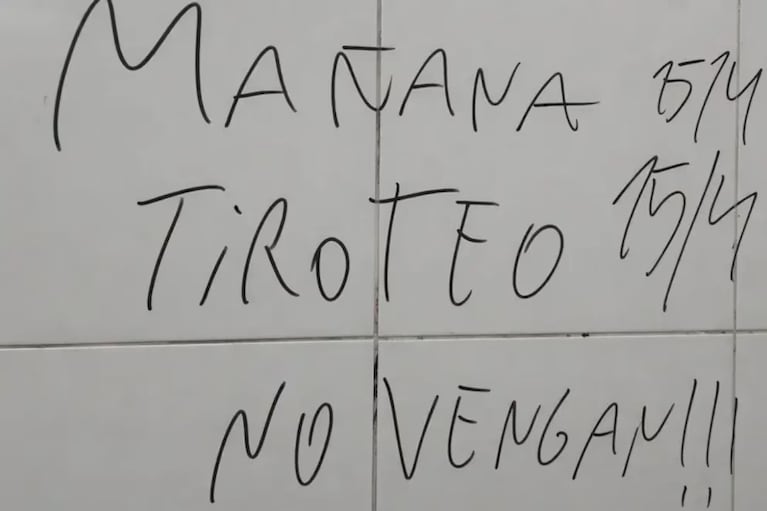 MAÑANA 15/4
TiROTEO 15/4
NO VENGAN!!!